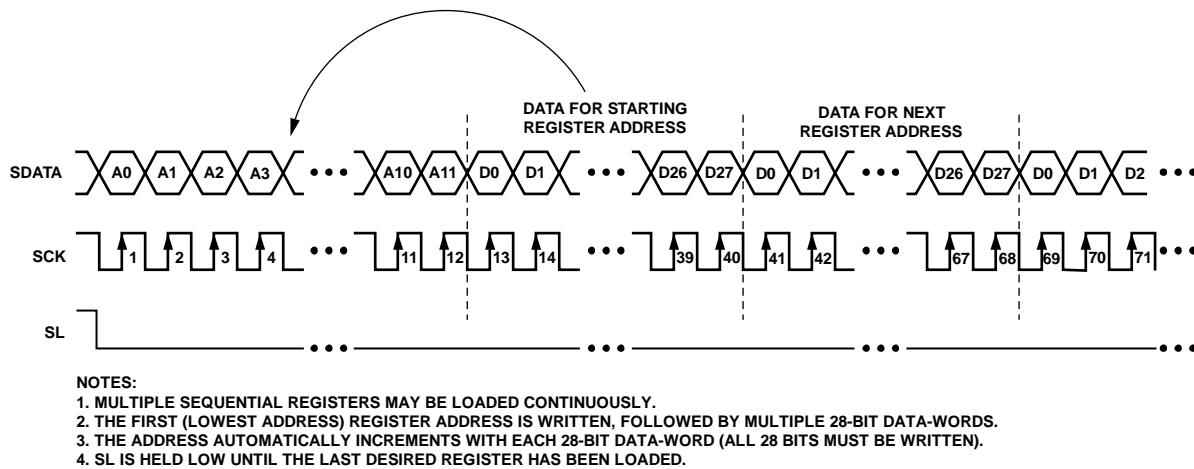 DATA FOR STARTING
REGISTER ADDRESS
DATA FOR NEXT
REGISTER ADDRESS
SDATA A0 A1 A2 A3 ••• A10 A11 D0 D1 ••• D26 D27 D0 D1 ••• D26 D27 D0 D1 D2 •••
SCK 1 2 3 4 ••• 11 12 13 14 ••• 39 40 41 42 ••• 67 68 69 70 71 •••
SL ••• ••• ••• •••
NOTES:
1. MULTIPLE SEQUENTIAL REGISTERS MAY BE LOADED CONTINUOUSLY.
2. THE FIRST (LOWEST ADDRESS) REGISTER ADDRESS IS WRITTEN, FOLLOWED BY MULTIPLE 28-BIT DATA-WORDS.
3. THE ADDRESS AUTOMATICALLY INCREMENTS WITH EACH 28-BIT DATA-WORD (ALL 28 BITS MUST BE WRITTEN).
4. SL IS HELD LOW UNTIL THE LAST DESIRED REGISTER HAS BEEN LOADED.